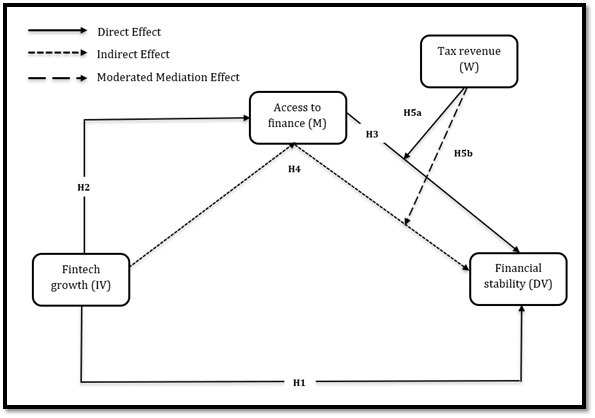 Direct Effect
Indirect Effect
Moderated Mediation Effect
Tax revenue
(W)
Access to
finance (M)
H5a
H3
H5b
H2
H4
Fintech
growth (IV)
Financial
stability (DV)
H1